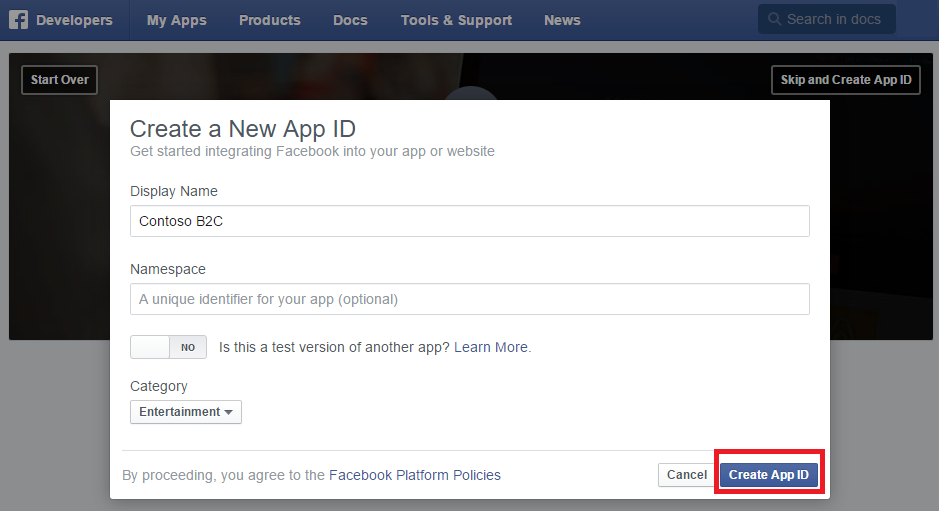 f Developers My Apps Products Docs Tools & Support News Search in docs
Start Over Skip and Create App ID
Create a New App ID
Get started integrating Facebook into your app or website
Display Name
Contoso B2C
Namespace
A unique identifier for your app (optional)
NO Is this a test version of another app? Learn More.
Category
Entertainment
By proceeding, you agree to the Facebook Platform Policies Cancel Create App ID